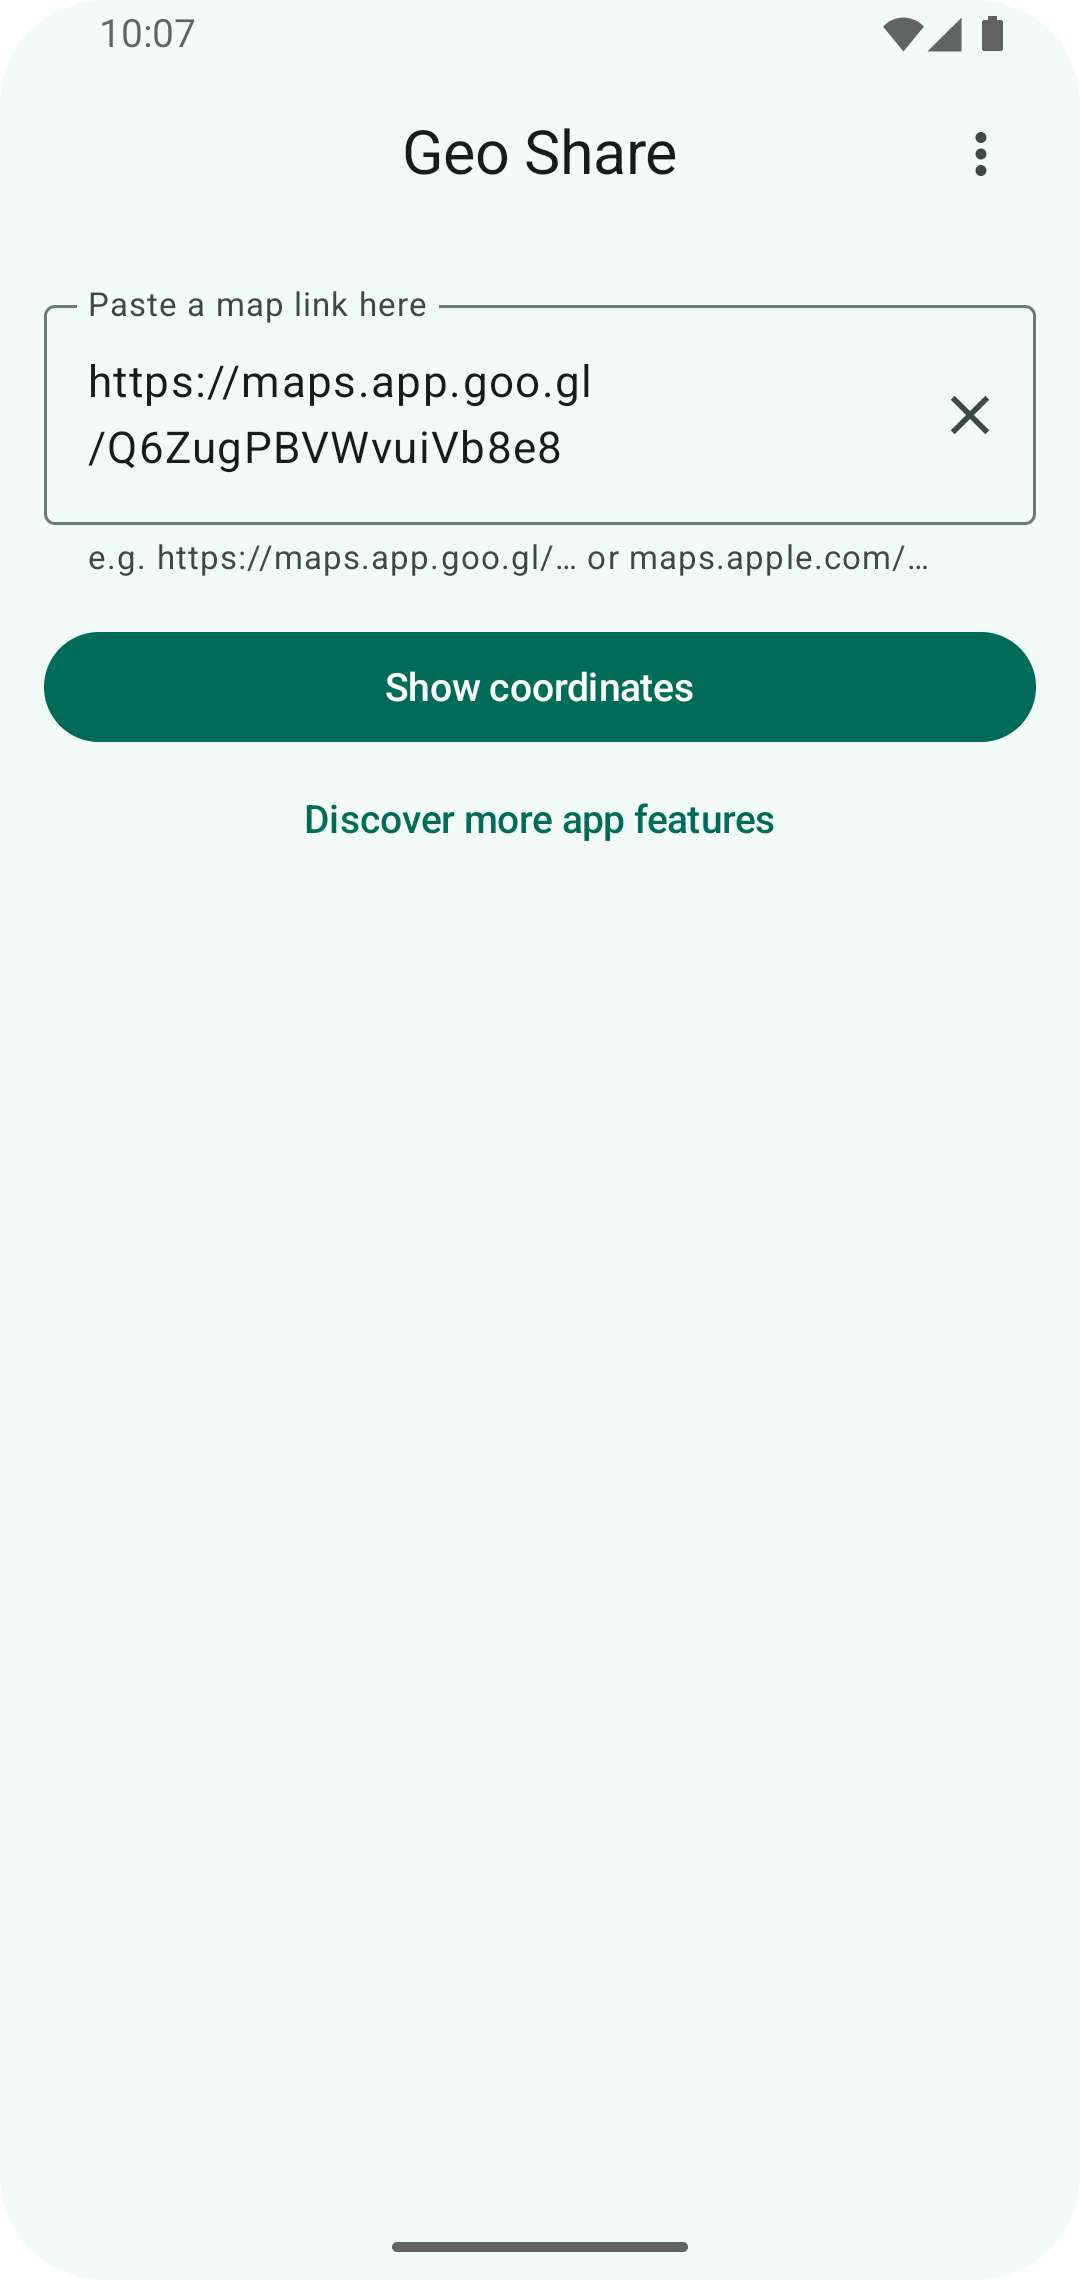 10:07
Geo Share
Paste a map link here
https://maps.app.goo.gl
/Q6ZugPBVWvuiVb8e8
e.g. https://maps.app.goo.gl/… or maps.apple.com/…
Show coordinates
Discover more app features